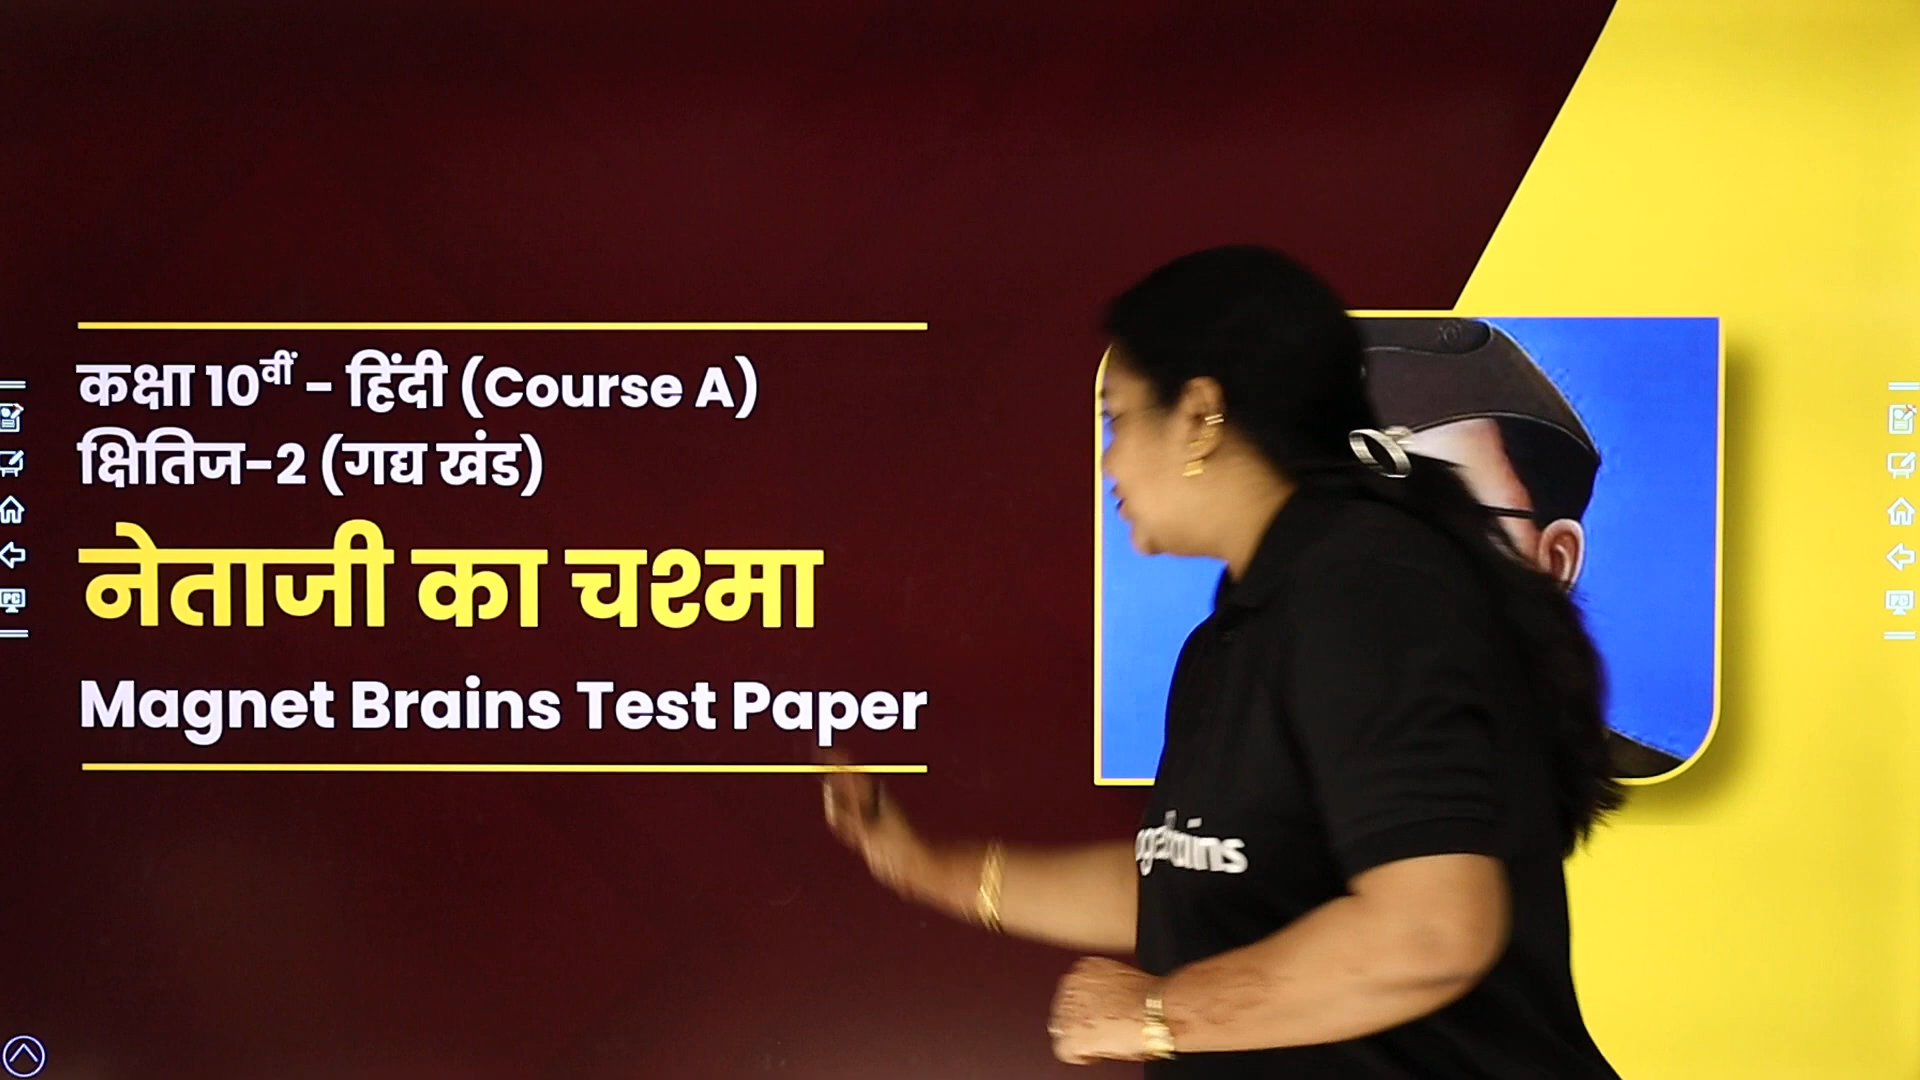 कक्षा 10वीं - हिंदी (Course A)
क्षितिज-2 (गद्य खंड)
नेताजी का चश्मा
Magnet Brains Test Paper